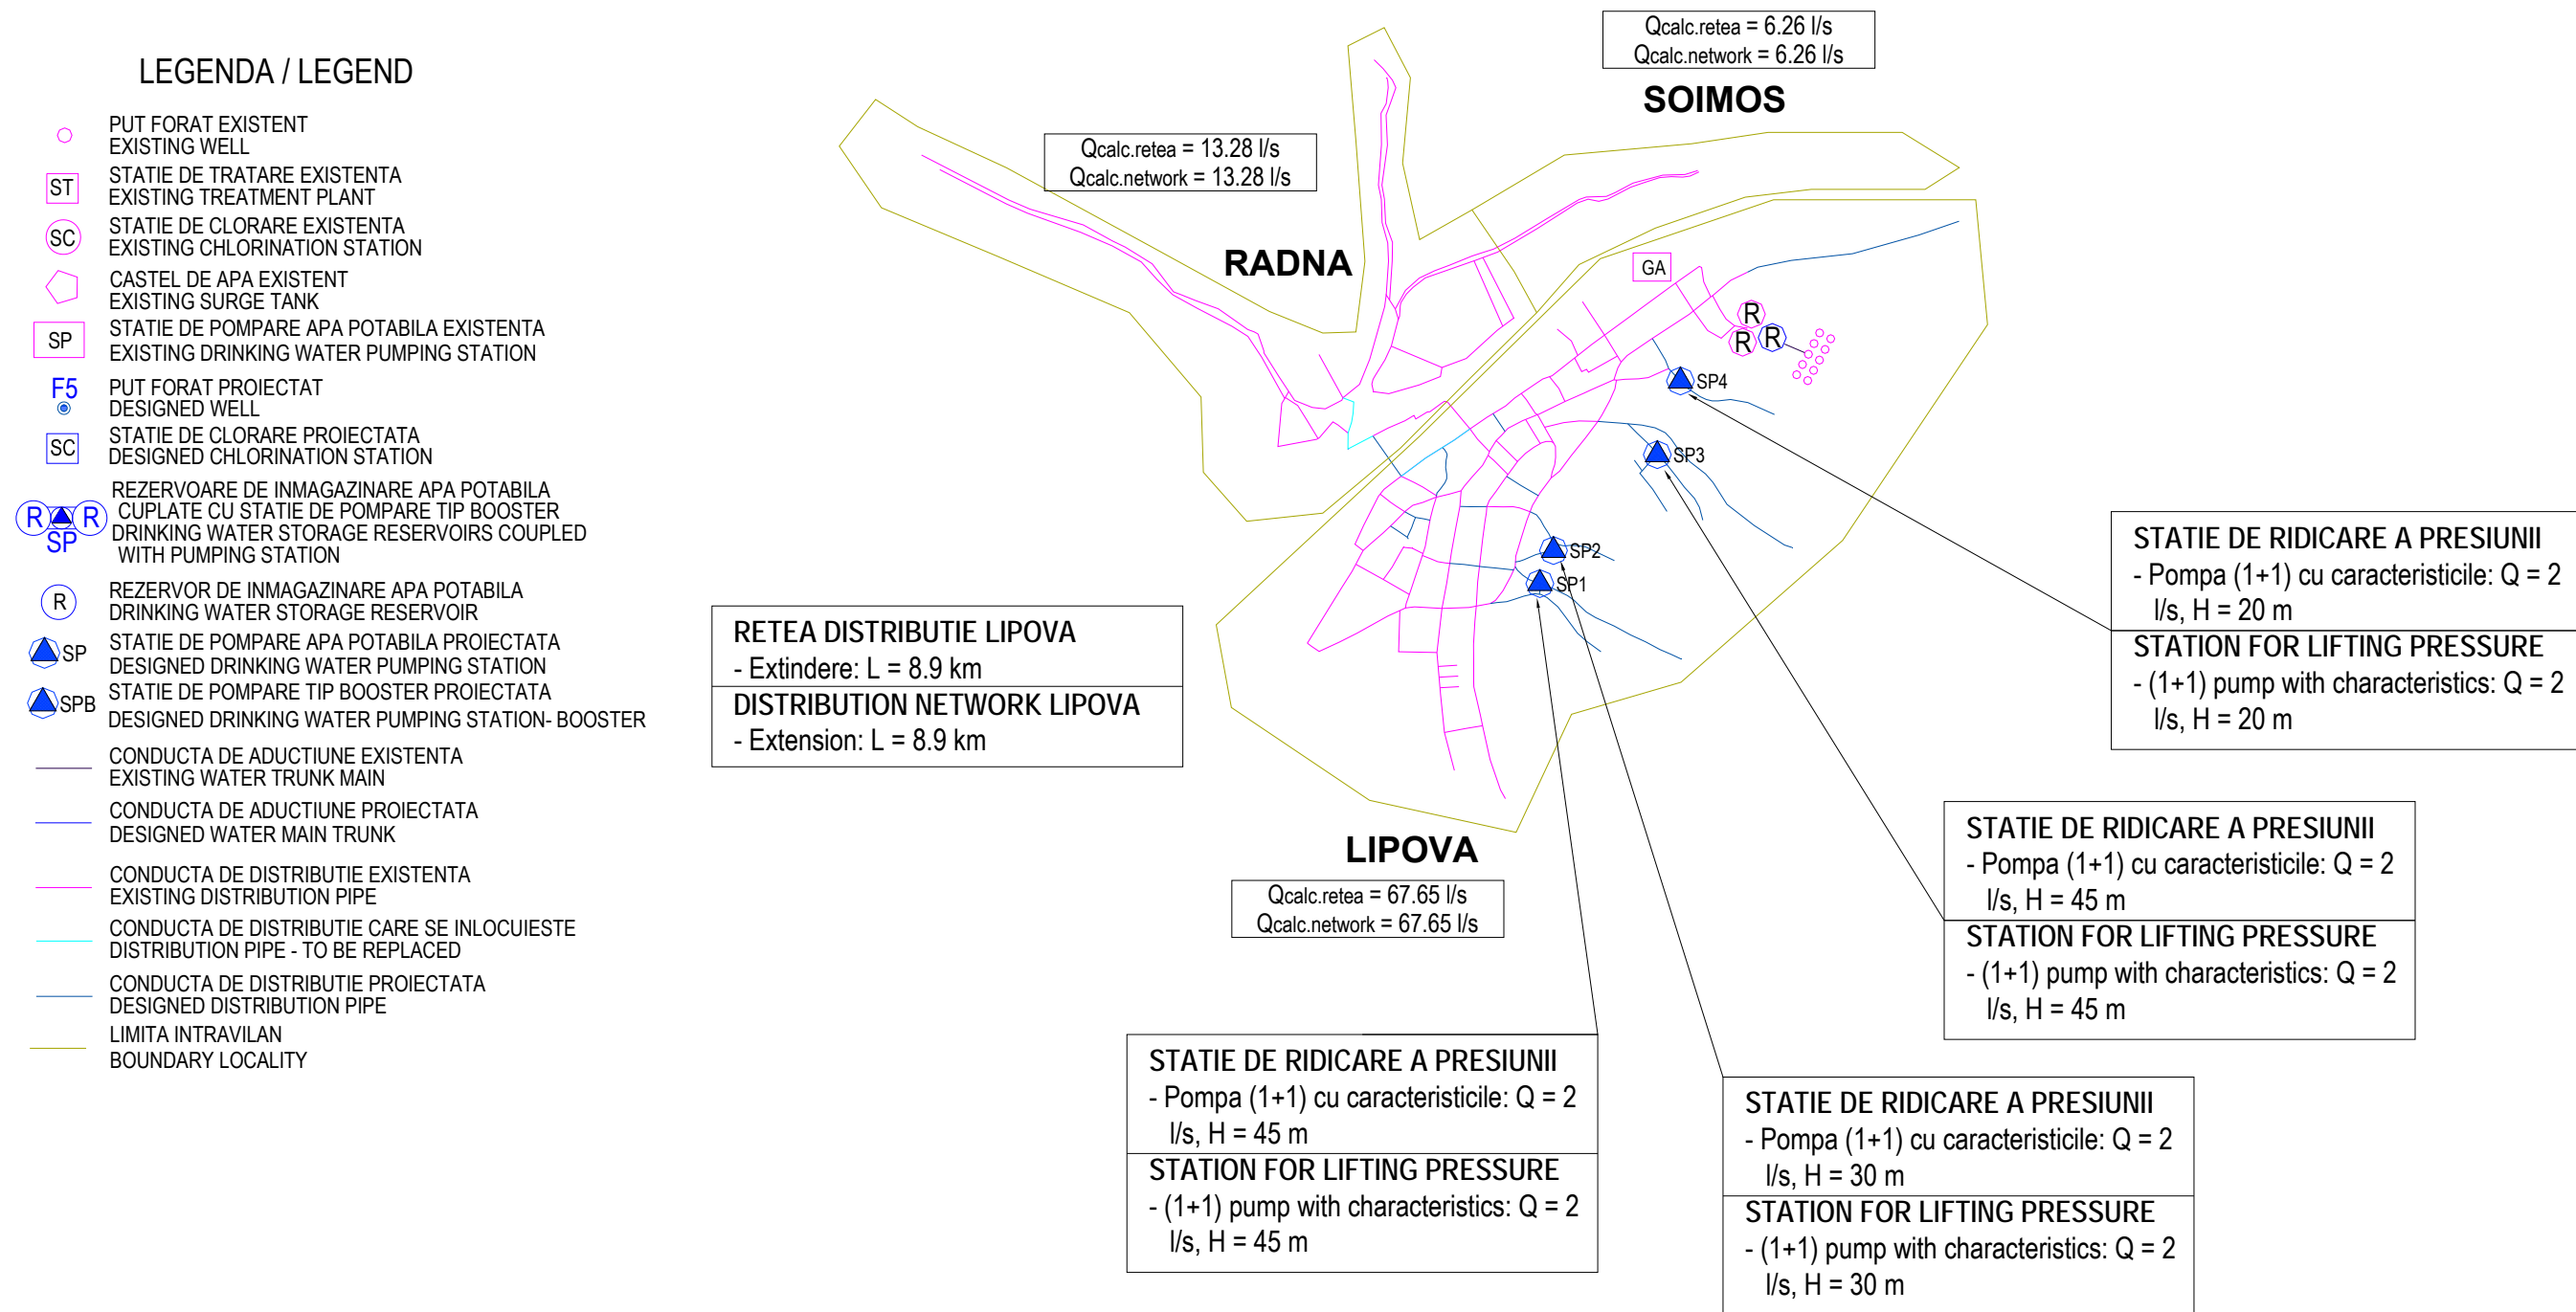 LEGENDA / LEGEND
PUT FORAT EXISTENT
EXISTING WELL
ST
STATIE DE TRATARE EXISTENTA
EXISTING TREATMENT PLANT
SC
STATIE DE CLORARE EXISTENTA
EXISTING CHLORINATION STATION
CASTEL DE APA EXISTENT
EXISTING SURGE TANK
SP
STATIE DE POMPARE APA POTABILA EXISTENTA
EXISTING DRINKING WATER PUMPING STATION
F5
PUT FORAT PROIECTAT
DESIGNED WELL
SC
STATIE DE CLORARE PROIECTATA
DESIGNED CHLORINATION STATION
R R
SP
REZERVOARE DE INMAGAZINARE APA POTABILA
CUPLATE CU STATIE DE POMPARE TIP BOOSTER
DRINKING WATER STORAGE RESERVOIRS COUPLED
WITH PUMPING STATION
R
REZERVOR DE INMAGAZINARE APA POTABILA
DRINKING WATER STORAGE RESERVOIR
SP
STATIE DE POMPARE APA POTABILA PROIECTATA
DESIGNED DRINKING WATER PUMPING STATION
SPB
STATIE DE POMPARE TIP BOOSTER PROIECTATA
DESIGNED DRINKING WATER PUMPING STATION- BOOSTER
CONDUCTA DE ADUCTIUNE EXISTENTA
EXISTING WATER TRUNK MAIN
CONDUCTA DE ADUCTIUNE PROIECTATA
DESIGNED WATER MAIN TRUNK
CONDUCTA DE DISTRIBUTIE EXISTENTA
EXISTING DISTRIBUTION PIPE
CONDUCTA DE DISTRIBUTIE CARE SE INLOCUIESTE
DISTRIBUTION PIPE - TO BE REPLACED
CONDUCTA DE DISTRIBUTIE PROIECTATA
DESIGNED DISTRIBUTION PIPE
LIMITA INTRAVILAN
BOUNDARY LOCALITY
Qcalc.retea = 6.26 l/s
Qcalc.network = 6.26 l/s
SOIMOS
Qcalc.retea = 13.28 l/s
Qcalc.network = 13.28 l/s
RADNA
GA
R
R
R
SP4
SP3
SP2
SP1
RETEA DISTRIBUTIE LIPOVA
- Extindere: L = 8.9 km
DISTRIBUTION NETWORK LIPOVA
- Extension: L = 8.9 km
LIPOVA
Qcalc.retea = 67.65 l/s
Qcalc.network = 67.65 l/s
STATIE DE RIDICARE A PRESIUNII
- Pompa (1+1) cu caracteristicile: Q = 2
l/s, H = 20 m
STATION FOR LIFTING PRESSURE
- (1+1) pump with characteristics: Q = 2
l/s, H = 20 m
STATIE DE RIDICARE A PRESIUNII
- Pompa (1+1) cu caracteristicile: Q = 2
l/s, H = 45 m
STATION FOR LIFTING PRESSURE
- (1+1) pump with characteristics: Q = 2
l/s, H = 45 m
STATIE DE RIDICARE A PRESIUNII
- Pompa (1+1) cu caracteristicile: Q = 2
l/s, H = 45 m
STATION FOR LIFTING PRESSURE
- (1+1) pump with characteristics: Q = 2
l/s, H = 45 m
STATIE DE RIDICARE A PRESIUNII
- Pompa (1+1) cu caracteristicile: Q = 2
l/s, H = 30 m
STATION FOR LIFTING PRESSURE
- (1+1) pump with characteristics: Q = 2
l/s, H = 30 m